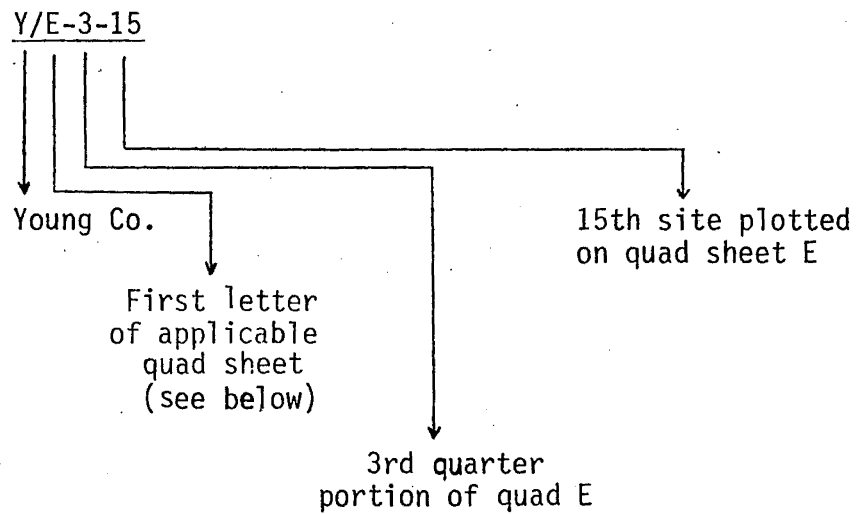 Y/E-3-15
Young Co.
15th site plotted
on quad sheet E
First letter
of applicable
quad sheet
(see below)
3rd quarter
portion of quad E